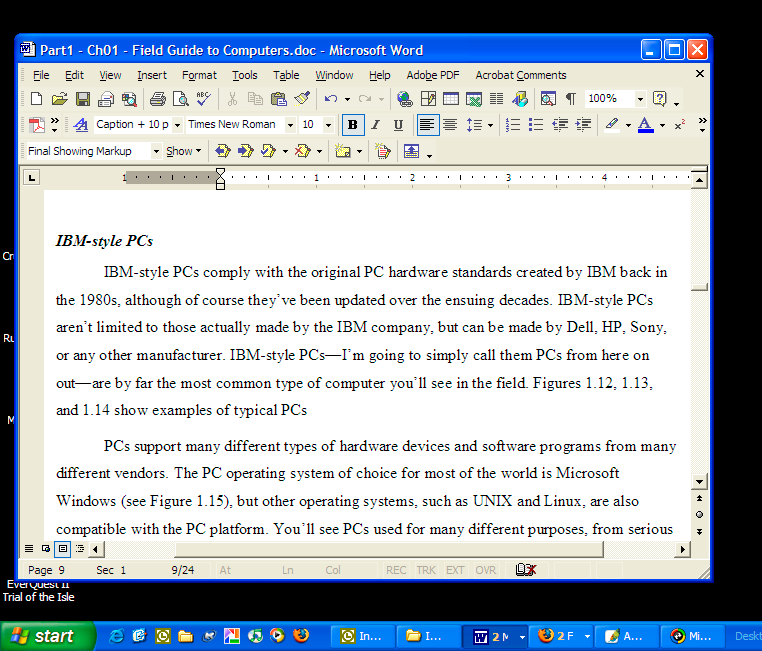 Part1 - Ch01 - Field Guide to Computers.doc - Microsoft Word
File Edit View Insert Format Tools Table Window Help Adobe PDF Acrobat Comments
100%
Caption + 10 p Times New Roman 10 B I U
Final Showing Markup Show
1 1 2 3 4
IBM-style PCs
IBM-style PCs comply with the original PC hardware standards created by IBM back in
the 1980s, although of course they've been updated over the ensuing decades. IBM-style PCs
aren't limited to those actually made by the IBM company, but can be made by Dell, HP, Sony,
or any other manufacturer. IBM-style PCs—I'm going to simply call them PCs from here on
out—are by far the most common type of computer you'll see in the field. Figures 1.12, 1.13,
and 1.14 show examples of typical PCs
PCs support many different types of hardware devices and software programs from many
different vendors. The PC operating system of choice for most of the world is Microsoft
Windows (see Figure 1.15), but other operating systems, such as UNIX and Linux, are also
compatible with the PC platform. You'll see PCs used for many different purposes, from serious
Page 9 Sec 1 9/24 At Ln Col REC TRK EXT OVR
EverQuest II
Trial of the Isle
start In... I... 2 M 2 F A... Mi... Deskt